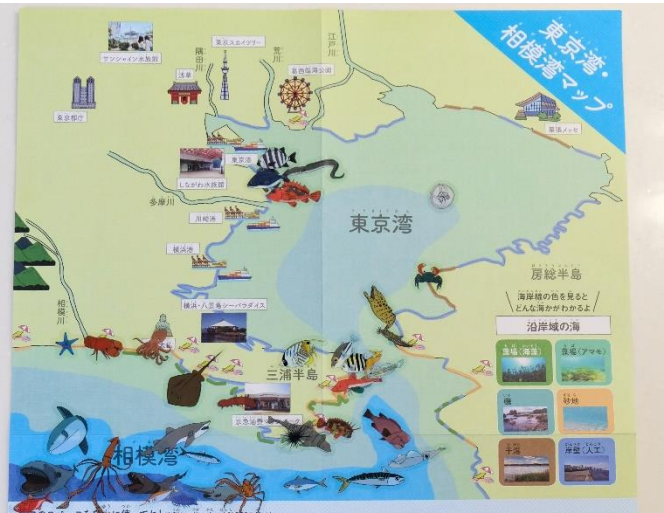 東京湾・
相模湾マップ
サンシャイン水族館
東京スカイツリー
隅田川
荒川
江戸川
浅草
葛西臨海公園
東京都庁
幕張メッセ
東京港
しながわ水族館
多摩川
川崎港
東京湾
横浜港
房総半島
海岸線の色を見ると
どんな海かがわかるよ
相模川
横浜・八景島シーパラダイス
沿岸域の海
藻場(海藻)
藻場(アマモ)
三浦半島
砂地
相模湾
干潟
岸壁(人工)